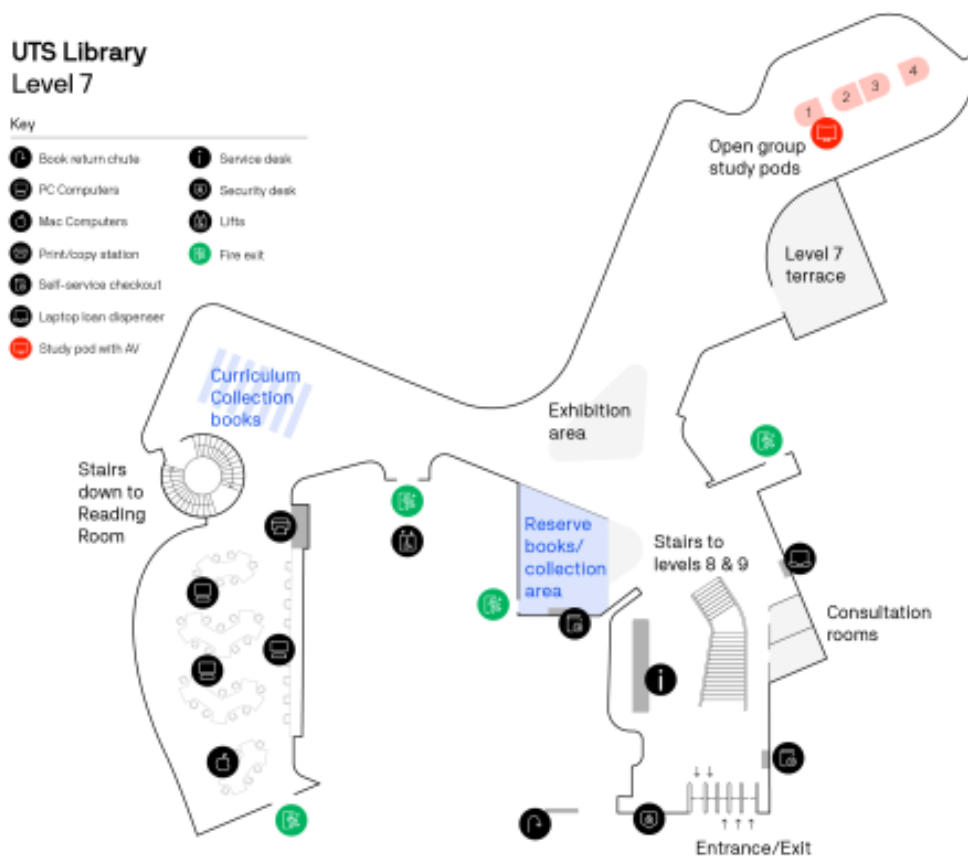 UTS Library
Level 7
Key
Book return chute
PC Computers
Mac Computers
Print/copy station
Self-service checkout
Laptop loan dispenser
Study pod with AV
Service desk
Security desk
Lifts
Fire exit
1
2
3
4
Open group
study pods
Level 7
terrace
Curriculum
Collection
books
Exhibition
area
Stairs
down to
Reading
Room
Reserve
books/
collection
area
Stairs to
levels 8 & 9
Consultation
rooms
Entrance/Exit